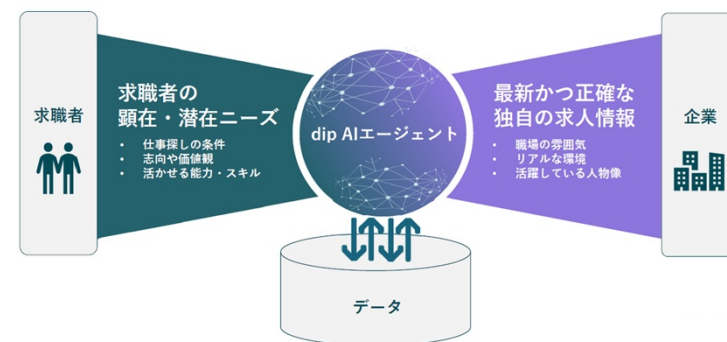 求職者
求職者の
顕在・潜在ニーズ
• 仕事探しの条件
• 志向や価値観
• 活かせる能力・スキル
dip AIエージェント
最新かつ正確な
独自の求人情報
• 職場の雰囲気
• リアルな環境
• 活躍している人物像
企業
データ